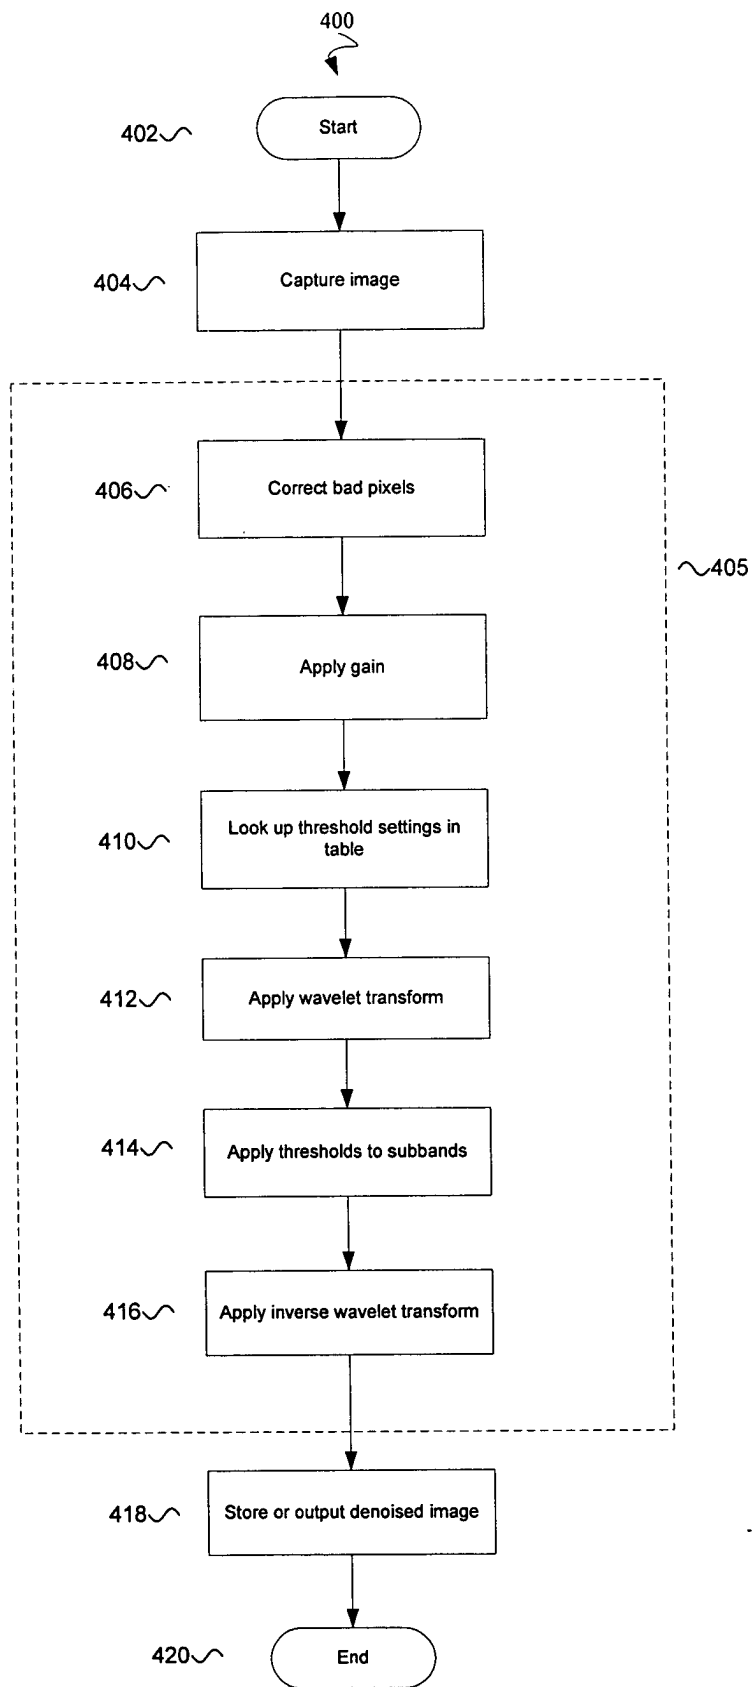 400
402
Start
404
Capture image
406
Correct bad pixels
405
408
Apply gain
410
Look up threshold settings in
table
412
Apply wavelet transform
414
Apply thresholds to subbands
416
Apply inverse wavelet transform
418
Store or output denoised image
420
End